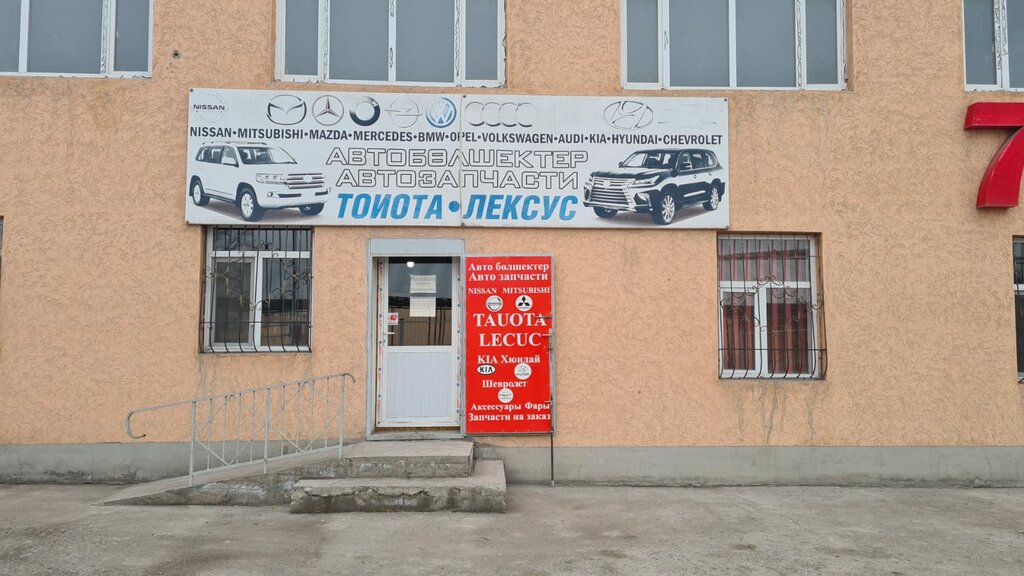 NISSAN
NISSAN•MITSUBISHI•MAZDA•MERCEDES•BMW•OPEL•VOLKSWAGEN•AUDI•KIA•HYUNDAI•CHEVROLET
АВТОБӨЛШЕКТЕР
АВТОЗАПЧАСТИ
ТОЙОТА•ЛЕКСУС
7
Авто бөлшектер
Авто запчасти
NISSAN MITSUBISHI
TAUOTA
LECUC
KIA Хюндай
KIA
Шевролет
Аксессуары Фары
Запчасти на заказ